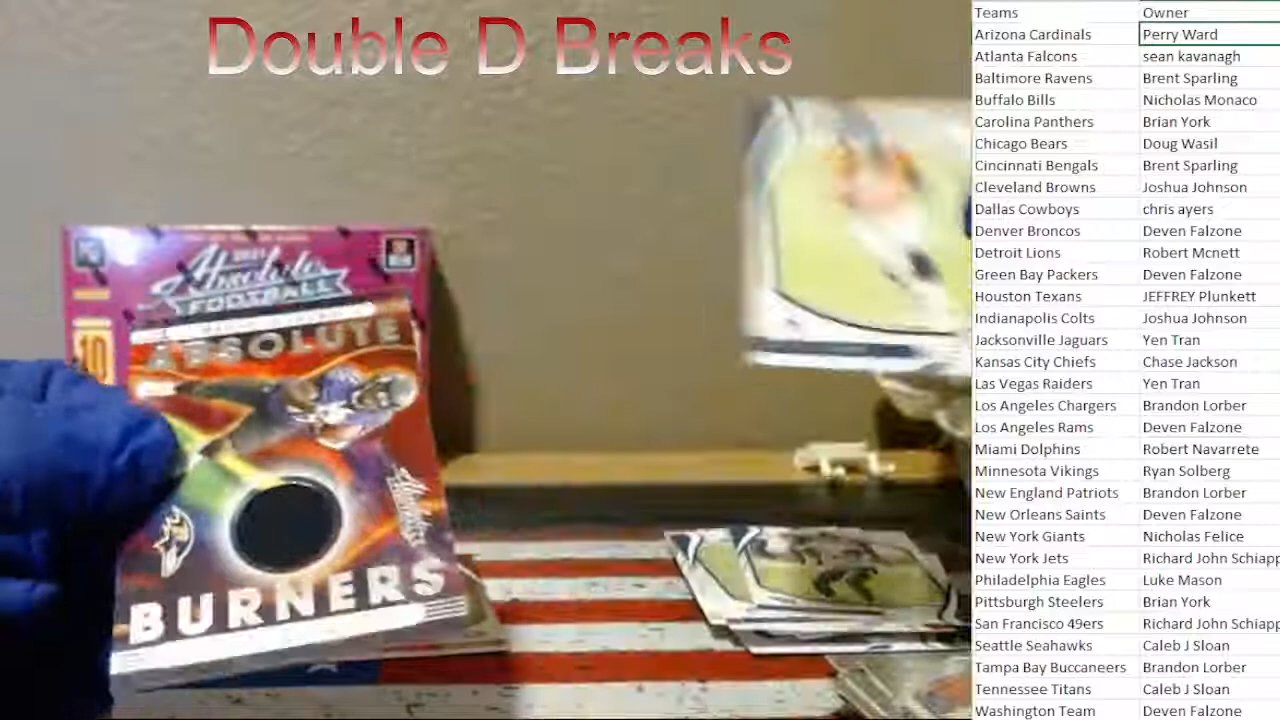 Double D Breaks
2021
Absolute
FOOTBALL
ABSOLUTE
Absolute
BURNERS
Teams Owner
Arizona Cardinals Perry Ward
Atlanta Falcons sean kavanagh
Baltimore Ravens Brent Sparling
Buffalo Bills Nicholas Monaco
Carolina Panthers Brian York
Chicago Bears Doug Wasil
Cincinnati Bengals Brent Sparling
Cleveland Browns Joshua Johnson
Dallas Cowboys chris ayers
Denver Broncos Deven Falzone
Detroit Lions Robert Mcnett
Green Bay Packers Deven Falzone
Houston Texans JEFFREY Plunkett
Indianapolis Colts Joshua Johnson
Jacksonville Jaguars Yen Tran
Kansas City Chiefs Chase Jackson
Las Vegas Raiders Yen Tran
Los Angeles Chargers Brandon Lorber
Los Angeles Rams Deven Falzone
Miami Dolphins Robert Navarrete
Minnesota Vikings Ryan Solberg
New England Patriots Brandon Lorber
New Orleans Saints Deven Falzone
New York Giants Nicholas Felice
New York Jets Richard John Schiapp
Philadelphia Eagles Luke Mason
Pittsburgh Steelers Brian York
San Francisco 49ers Richard John Schiapp
Seattle Seahawks Caleb J Sloan
Tampa Bay Buccaneers Brandon Lorber
Tennessee Titans Caleb J Sloan
Washington Team Deven Falzone